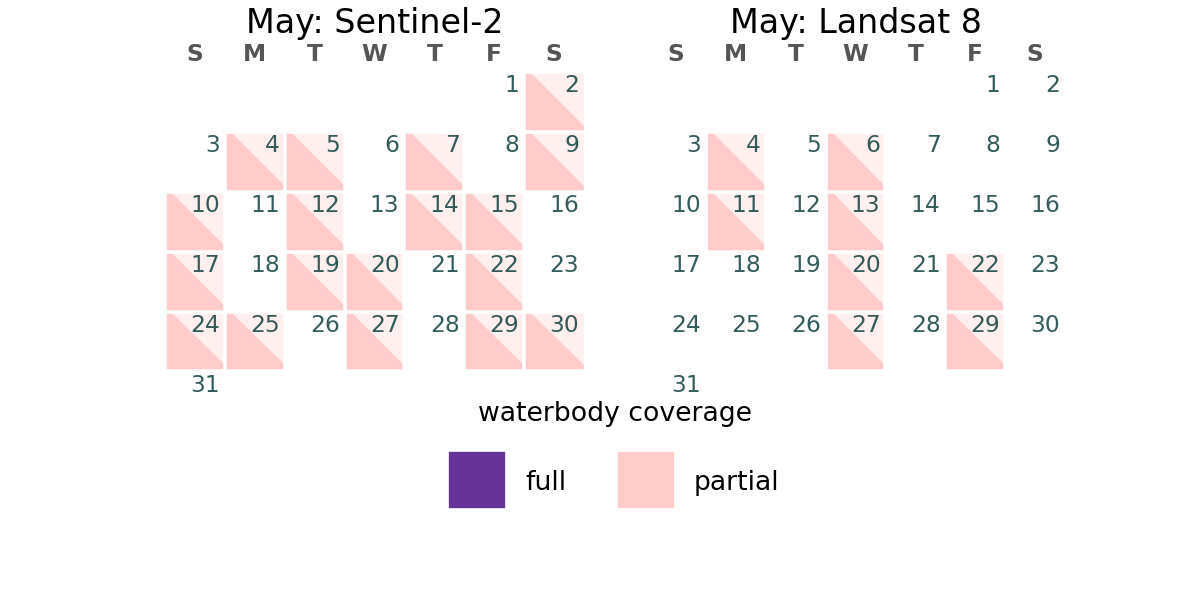 May: Sentinel-2
S M T W T F S
1 2
3 4 5 6 7 8 9
10 11 12 13 14 15 16
17 18 19 20 21 22 23
24 25 26 27 28 29 30
31
May: Landsat 8
S M T W T F S
1 2
3 4 5 6 7 8 9
10 11 12 13 14 15 16
17 18 19 20 21 22 23
24 25 26 27 28 29 30
31
waterbody coverage
full partial